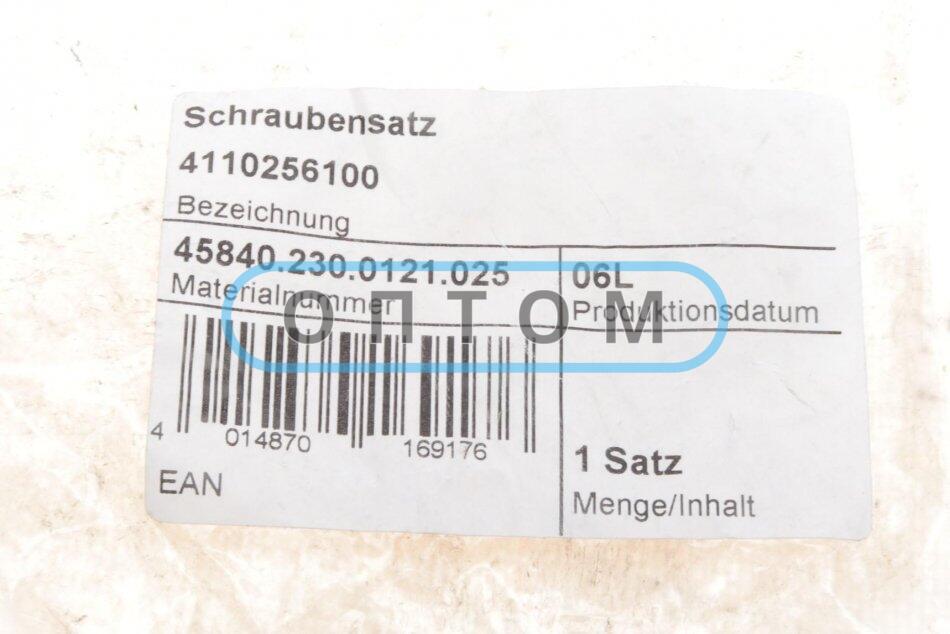 Schraubensatz
4110256100
Bezeichnung
45840.230.0121.025
Materialnummer
06L
Produktionsdatum
ОПТОМ
4 014870 169176
EAN
1 Satz
Menge/Inhalt